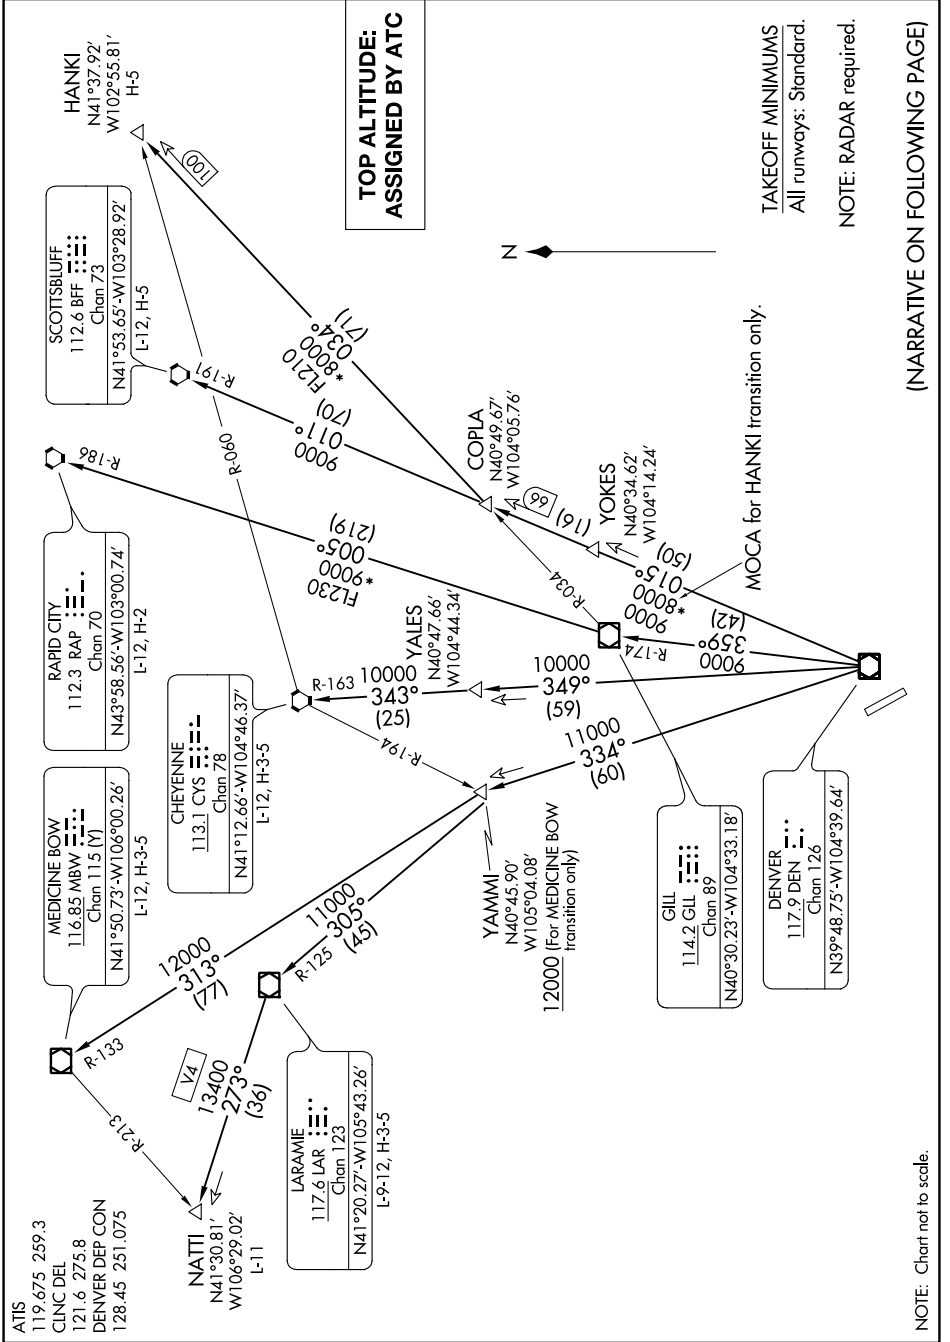 ATIS
119.675 259.3
CLNC DEL
121.6 275.8
DENVER DEP CON
128.45 251.075
MEDICINE BOW
116.85 MBW
Chan 115 (Y)
N41°50.73'-W106°00.26'
L-12, H-3-5
RAPID CITY
112.3 RAP
Chan 70
N43°58.56'-W103°00.74'
L-12, H-2
SCOTTSBLUFF
112.6 BFF
Chan 73
N41°53.65'-W103°28.92'
L-12, H-5
HANKI
N41°37.92'
W102°55.81'
H-5
CHEYENNE
113.1 CYS
Chan 78
N41°12.66'-W104°46.37'
L-12, H-3-5
NATTI
N41°30.81'
W106°29.02'
L-11
LARAMIE
117.6 LAR
Chan 123
N41°20.27'-W105°43.26'
L-9-12, H-3-5
R-213
R-133
V4
13400
273°
(36)
12000
313°
(77)
R-125
11000
305°
(45)
R-194
R-163
10000
343°
(25)
R-060
R-191
R-186
FL230
*9000
005°
(219)
9000
011°
(70)
FL210
*8000
034°
(71)
100
TOP ALTITUDE:
ASSIGNED BY ATC
YAMMI
N40°45.90'
W105°04.08'
12000 (For MEDICINE BOW
transition only)
YALES
N40°47.66'
W104°44.34'
COPLA
N40°49.67'
W104°05.76'
66
(16)
R-034
YOKES
N40°34.62'
W104°14.24'
N
11000
334°
(60)
10000
346°
(59)
R-174
9000
359°
(42)
9000
*8000
015°
(50)
MOCA for HANKI transition only.
GILL
114.2 GLL
Chan 89
N40°30.23'-W104°33.18'
DENVER
117.9 DEN
Chan 126
N39°48.75'-W104°39.64'
TAKEOFF MINIMUMS
All runways: Standard.
NOTE: RADAR required.
(NARRATIVE ON FOLLOWING PAGE)
NOTE: Chart not to scale.